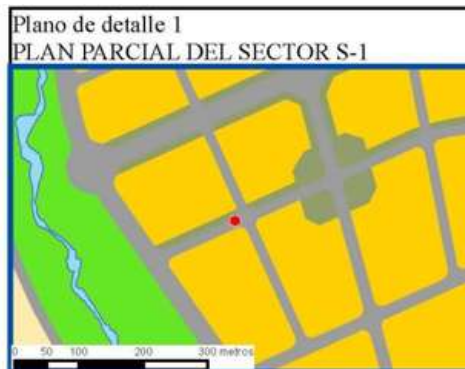 Plano de detalle 1
PLAN PARCIAL DEL SECTOR S-1
0 50 100 200 300 metros